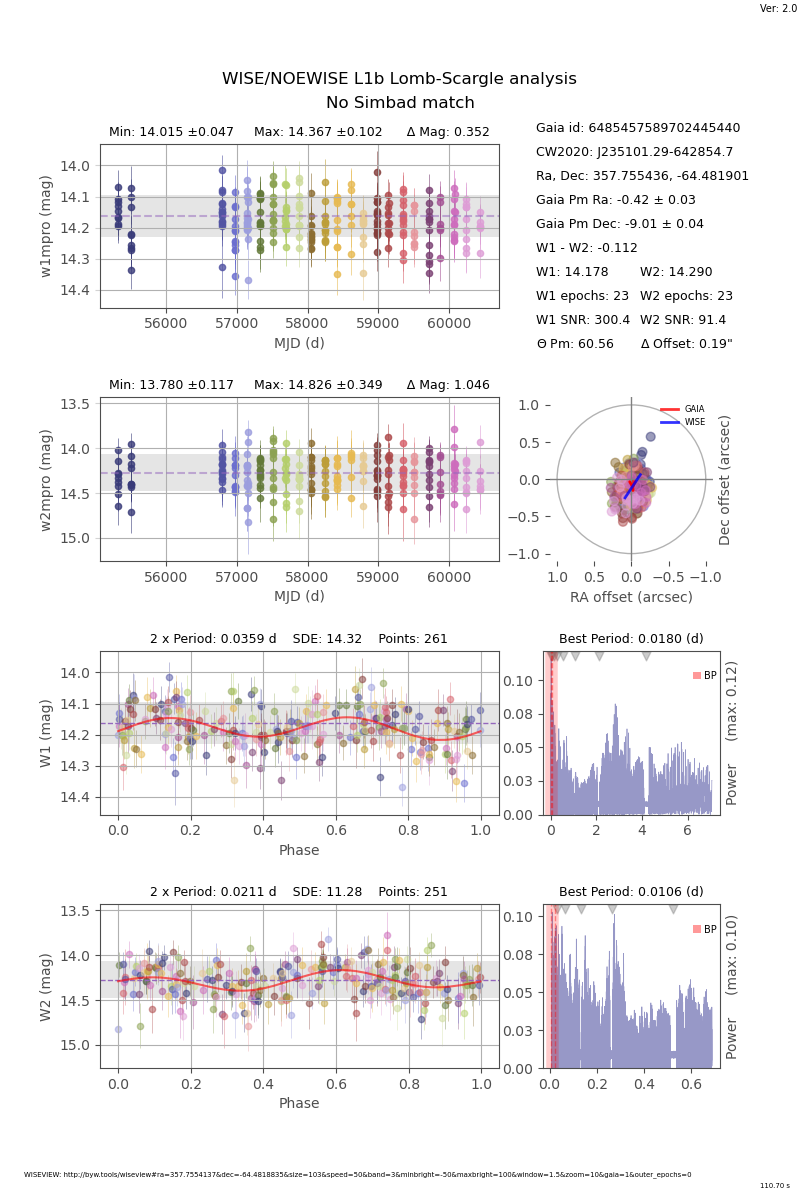 Ver: 2.0
WISE/NOEWISE L1b Lomb-Scargle analysis
No Simbad match
Min: 14.015 ±0.047 Max: 14.367 ±0.102 Δ Mag: 0.352
14.0
14.1
14.2
14.3
14.4
w1mpro (mag)
56000 57000 58000 59000 60000
MJD (d)
Gaia id: 6485457589702445440
CW2020: J235101.29-642854.7
Ra, Dec: 357.755436, -64.481901
Gaia Pm Ra: -0.42 ± 0.03
Gaia Pm Dec: -9.01 ± 0.04
W1 - W2: -0.112
W1: 14.178 W2: 14.290
W1 epochs: 23 W2 epochs: 23
W1 SNR: 300.4 W2 SNR: 91.4
Θ Pm: 60.56 Δ Offset: 0.19"
Min: 13.780 ±0.117 Max: 14.826 ±0.349 Δ Mag: 1.046
13.5
14.0
14.5
15.0
w2mpro (mag)
56000 57000 58000 59000 60000
MJD (d)
GAIA
WISE
1.0
0.5
0.0
−0.5
−1.0
Dec offset (arcsec)
1.0 0.5 0.0 −0.5 −1.0
RA offset (arcsec)
2 x Period: 0.0359 d SDE: 14.32 Points: 261
14.0
14.1
14.2
14.3
14.4
W1 (mag)
0.0 0.2 0.4 0.6 0.8 1.0
Phase
Best Period: 0.0180 (d)
BP
0.10
0.08
0.05
0.03
0.00
Power (max: 0.12)
0 2 4 6
2 x Period: 0.0211 d SDE: 11.28 Points: 251
13.5
14.0
14.5
15.0
W2 (mag)
0.0 0.2 0.4 0.6 0.8 1.0
Phase
Best Period: 0.0106 (d)
BP
0.10
0.08
0.05
0.03
0.00
Power (max: 0.10)
0.0 0.2 0.4 0.6
WISEVIEW: http://byw.tools/wiseview#ra=357.7554137&dec=-64.4818835&size=103&speed=50&band=3&minbright=-50&maxbright=100&window=1.5&zoom=10&gaia=1&outer_epochs=0
110.70 s